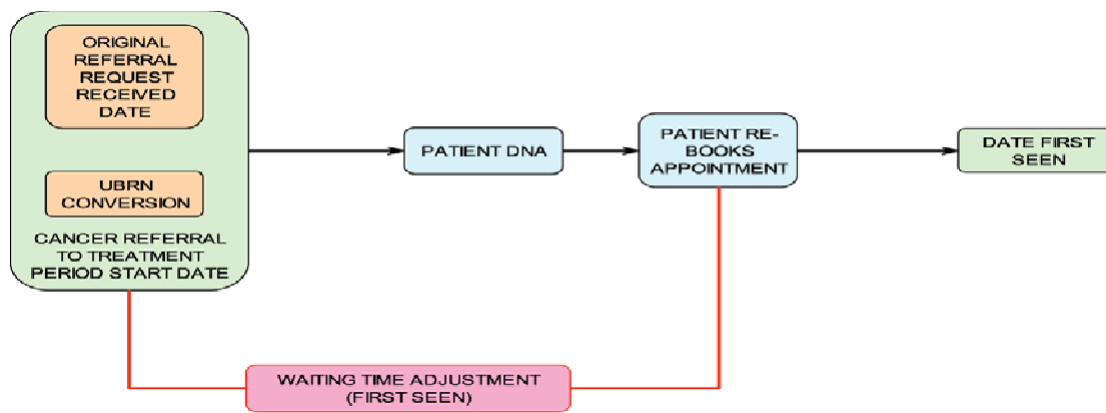 ORIGINAL
REFERRAL
REQUEST
RECEIVED
DATE
UBRN
CONVERSION
CANCER REFERRAL
TO TREATMENT
PERIOD START DATE
PATIENT DNA
PATIENT RE-
BOOKS
APPOINTMENT
DATE FIRST
SEEN
WAITING TIME ADJUSTMENT
(FIRST SEEN)